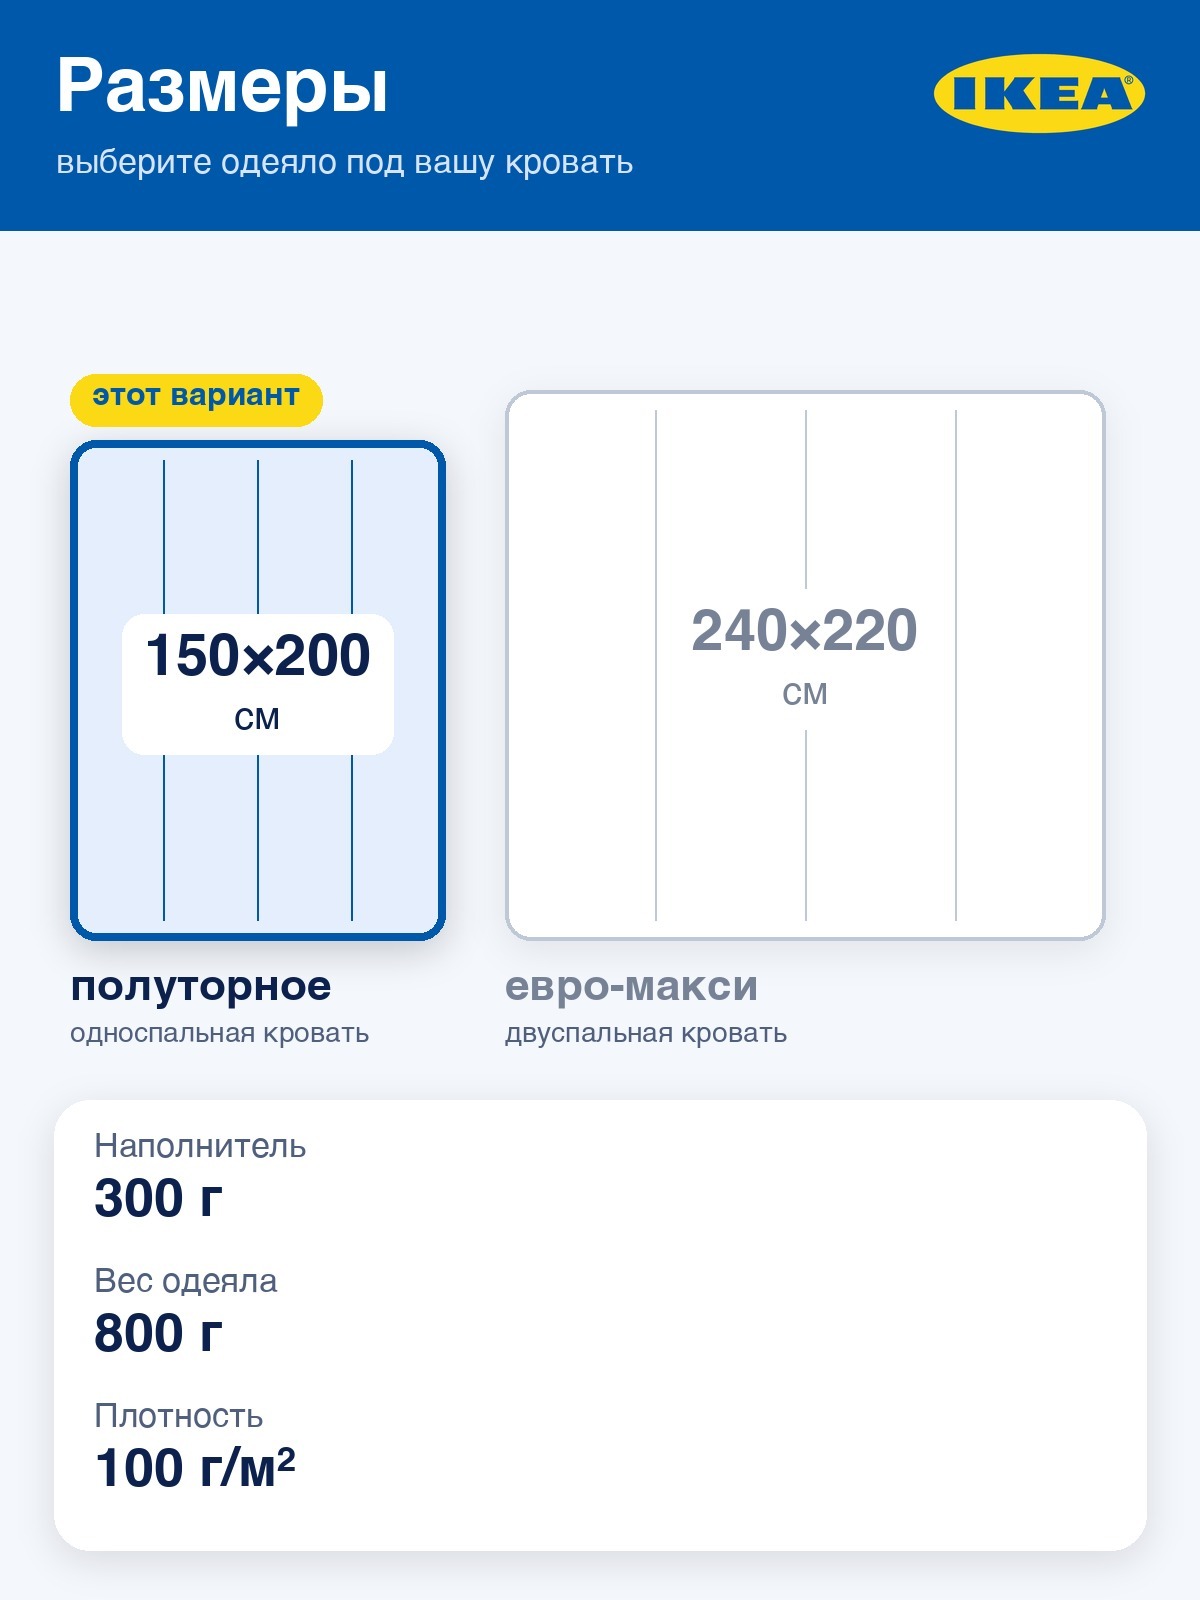 Размеры
IKEA®
выберите одеяло под вашу кровать
этот вариант
150×200
см
240×220
см
полуторное
односпальная кровать
евро-макси
двуспальная кровать
Наполнитель
300 г
Вес одеяла
800 г
Плотность
100 г/м²